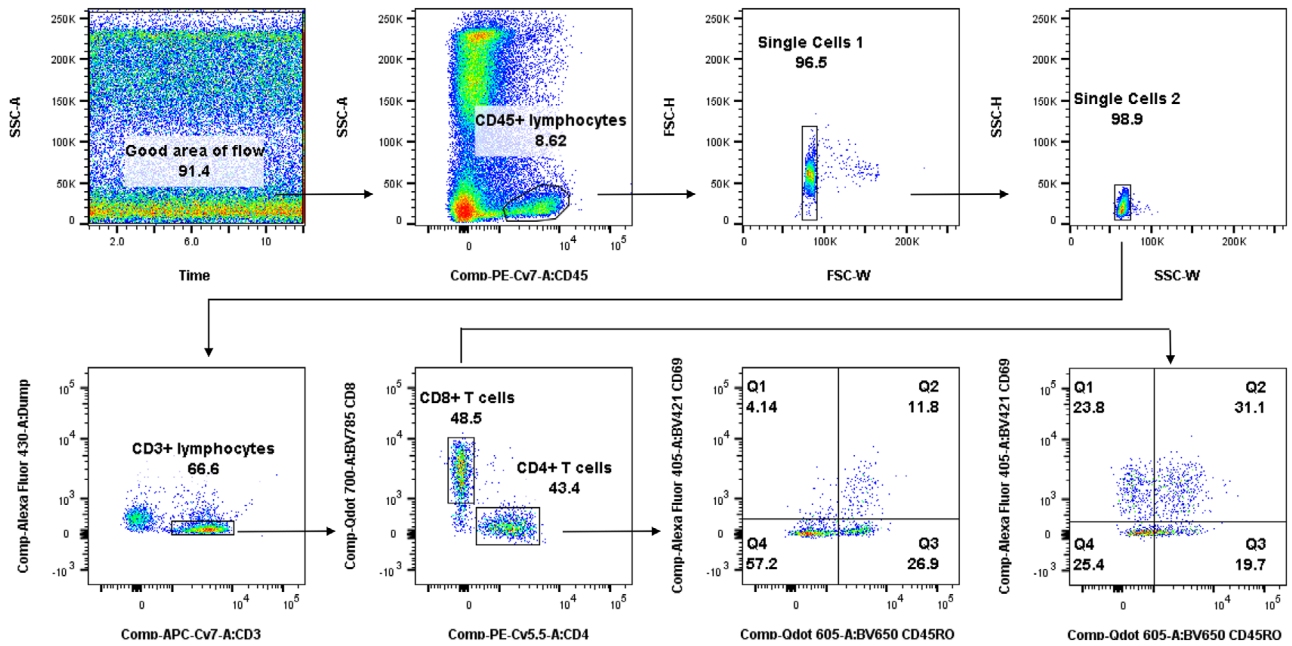 250K
200K
150K
100K
50K
0
SSC-A
Good area of flow
91.4
2.0
6.0
10
Time
250K
200K
150K
100K
50K
0
SSC-A
CD45+ lymphocytes
8.62
0
10^4
10^5
Comp-PE-Cy7-A:CD45
250K
200K
150K
100K
50K
0
FSC-H
Single Cells 1
96.5
0
100K
200K
FSC-W
250K
200K
150K
100K
50K
0
SSC-H
Single Cells 2
98.9
0
100K
200K
SSC-W
10^5
10^4
10^3
0
-10^3
Comp-Alexa Fluor 430-A:Dump
CD3+ lymphocytes
66.6
0
10^4
10^5
Comp-APC-Cy7-A:CD3
10^5
10^4
10^3
0
-10^3
Comp-Qdot 700-A:BV785 CD8
CD8+ T cells
48.5
CD4+ T cells
43.4
0
10^4
10^5
Comp-PE-Cy5.5-A:CD4
10^5
10^4
10^3
0
-10^3
Comp-Alexa Fluor 405-A:BV421 CD69
Q1
4.14
Q2
11.8
Q4
57.2
Q3
26.9
0
10^4
10^5
Comp-Qdot 605-A:BV650 CD45RO
10^5
10^4
10^3
0
-10^3
Comp-Alexa Fluor 405-A:BV421 CD69
Q1
23.8
Q2
31.1
Q4
25.4
Q3
19.7
0
10^4
10^5
Comp-Qdot 605-A:BV650 CD45RO